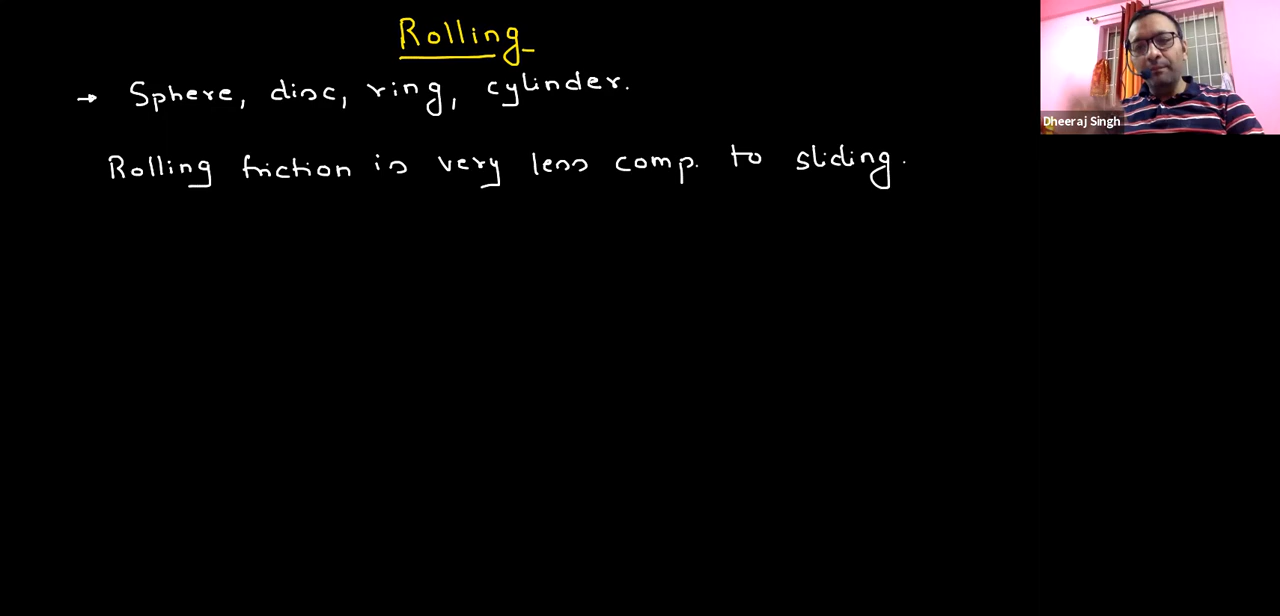 Rolling
→ Sphere, disc, ring, cylinder.
Rolling friction is very less comp. to sliding.
Dheeraj Singh